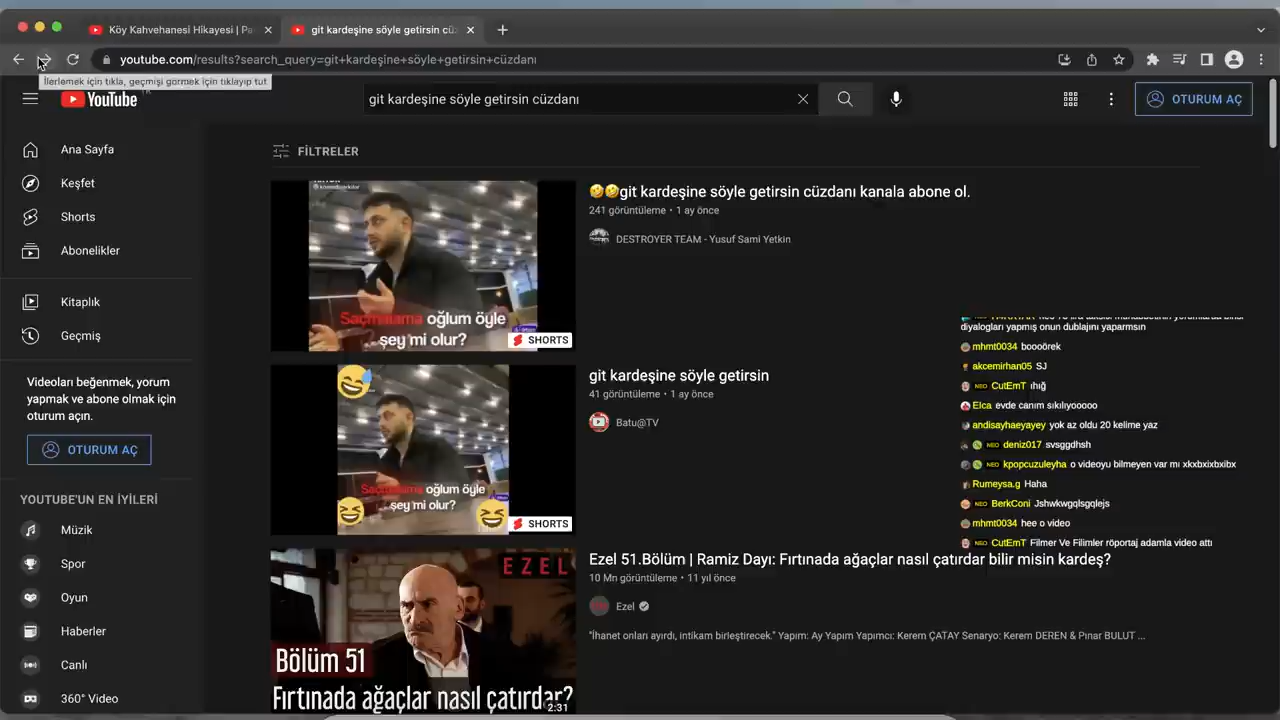 Köy Kahvehanesi Hikayesi | Pa
git kardeşine söyle getirsin cüz
youtube.com/results?search_query=git+kardeşine+söyle+getirsin+cüzdanı
İlerlemek için tıkla, geçmişi görmek için tıklayıp tut
YouTube
TR
git kardeşine söyle getirsin cüzdanı
OTURUM AÇ
Ana Sayfa
Keşfet
Shorts
Abonelikler
Kitaplık
Geçmiş
Videoları beğenmek, yorum
yapmak ve abone olmak için
oturum açın.
OTURUM AÇ
YOUTUBE'UN EN İYİLERİ
Müzik
Spor
Oyun
Haberler
Canlı
360° Video
FİLTRELER
Saçmalama oğlum öyle
şey mi olur?
SHORTS
🤣🤣git kardeşine söyle getirsin cüzdanı kanala abone ol.
241 görüntüleme • 1 ay önce
DESTROYER TEAM - Yusuf Sami Yetkin
Saçmalama oğlum öyle
şey mi olur?
SHORTS
git kardeşine söyle getirsin
41 görüntüleme • 1 ay önce
Batu@TV
EZEL
Bölüm 51
Fırtınada ağaçlar nasıl çatırdar?
2:31
Ezel 51.Bölüm | Ramiz Dayı: Fırtınada ağaçlar nasıl çatırdar bilir misin kardeş?
10 Mn görüntüleme • 11 yıl önce
Ezel
"İhanet onları ayırdı, intikam birleştirecek." Yapım: Ay Yapım Yapımcı: Kerem ÇATAY Senaryo: Kerem DEREN & Pınar BULUT ...
diyalogları yapmış onun dublajını yaparmsın
mhmt0034 boooörek
akcemirhan05 SJ
NEO CutEmT ıhığ
Elca evde canım sıkılıyooooo
andisayhaeyayey yok az oldu 20 kelime yaz
NEO deniz017 svsggdhsh
NEO kpopcuzuleyha o videoyu bilmeyen var mı xkxbxixbxibx
Rumeysa.g Haha
NEO BerkConi Jshwkwgqlsgqlejs
mhmt0034 hee o video
NEO CutEmT Filmer Ve Filimler röportaj adamla video attı